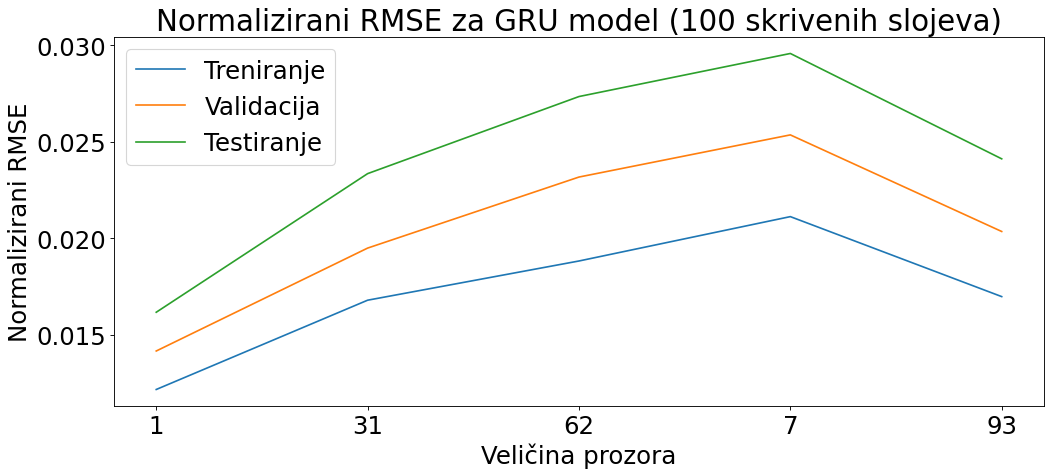 Normalizirani RMSE za GRU model (100 skrivenih slojeva)
Treniranje
Validacija
Testiranje
Normalizirani RMSE
0.030
0.025
0.020
0.015
1 31 62 7 93
Veličina prozora